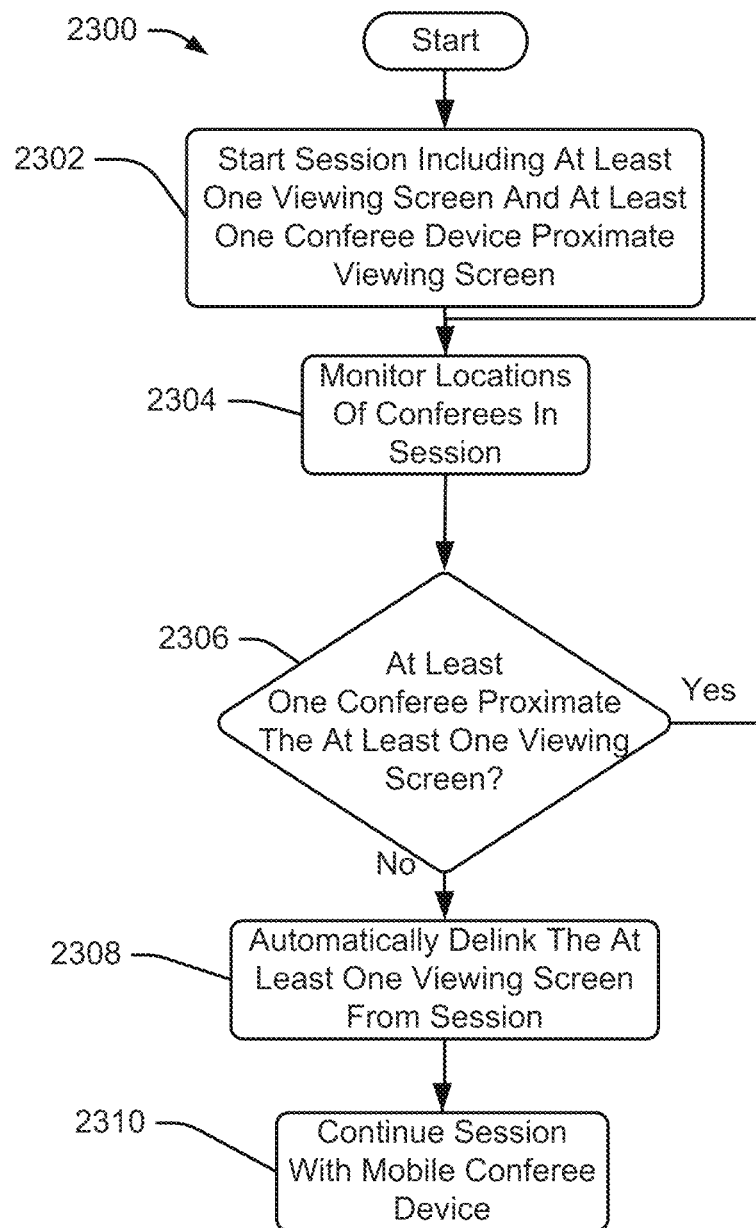 2300
Start
2302
Start Session Including At Least
One Viewing Screen And At Least
One Conferee Device Proximate
Viewing Screen
2304
Monitor Locations
Of Conferees In
Session
2306
At Least
One Conferee Proximate
The At Least One Viewing
Screen?
Yes
No
2308
Automatically Delink The At
Least One Viewing Screen
From Session
2310
Continue Session
With Mobile Conferee
Device